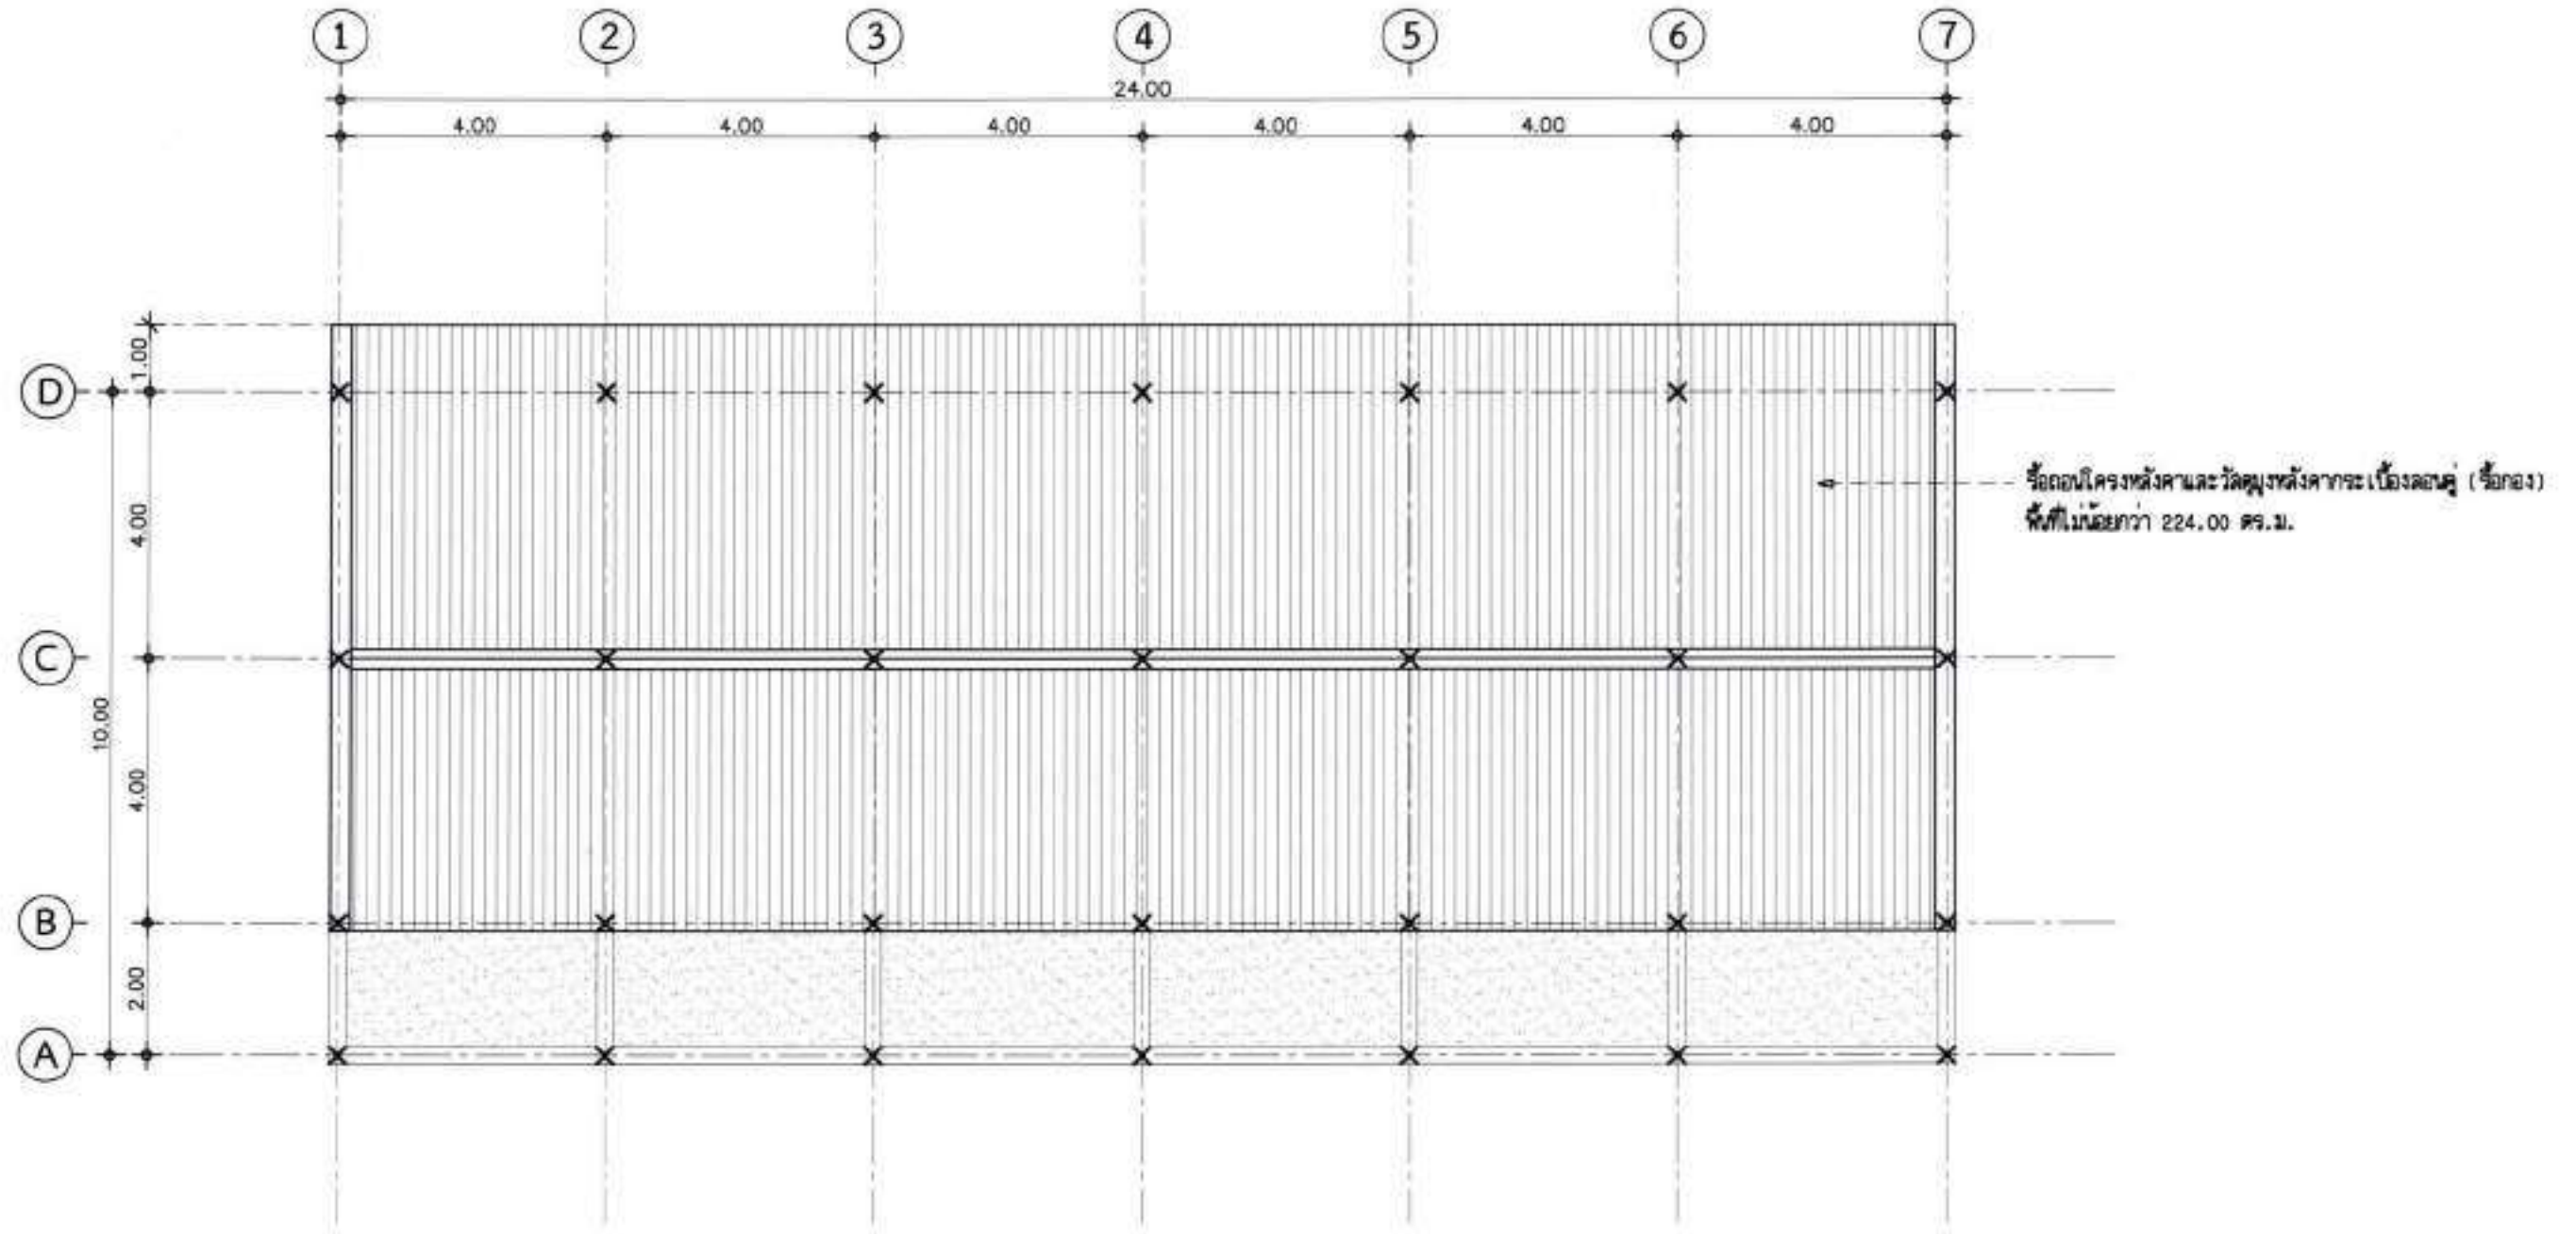 1 2 3 4 5 6 7
24.00
4.00 4.00 4.00 4.00 4.00 4.00
1.00
D
4.00
รื้อถอนโครงหลังคาและวัสดุมุงหลังคากระเบื้องลอนคู่ (รื้อกอง)
พื้นที่ไม่น้อยกว่า 224.00 ตร.ม.
C
10.00
4.00
B
2.00
A